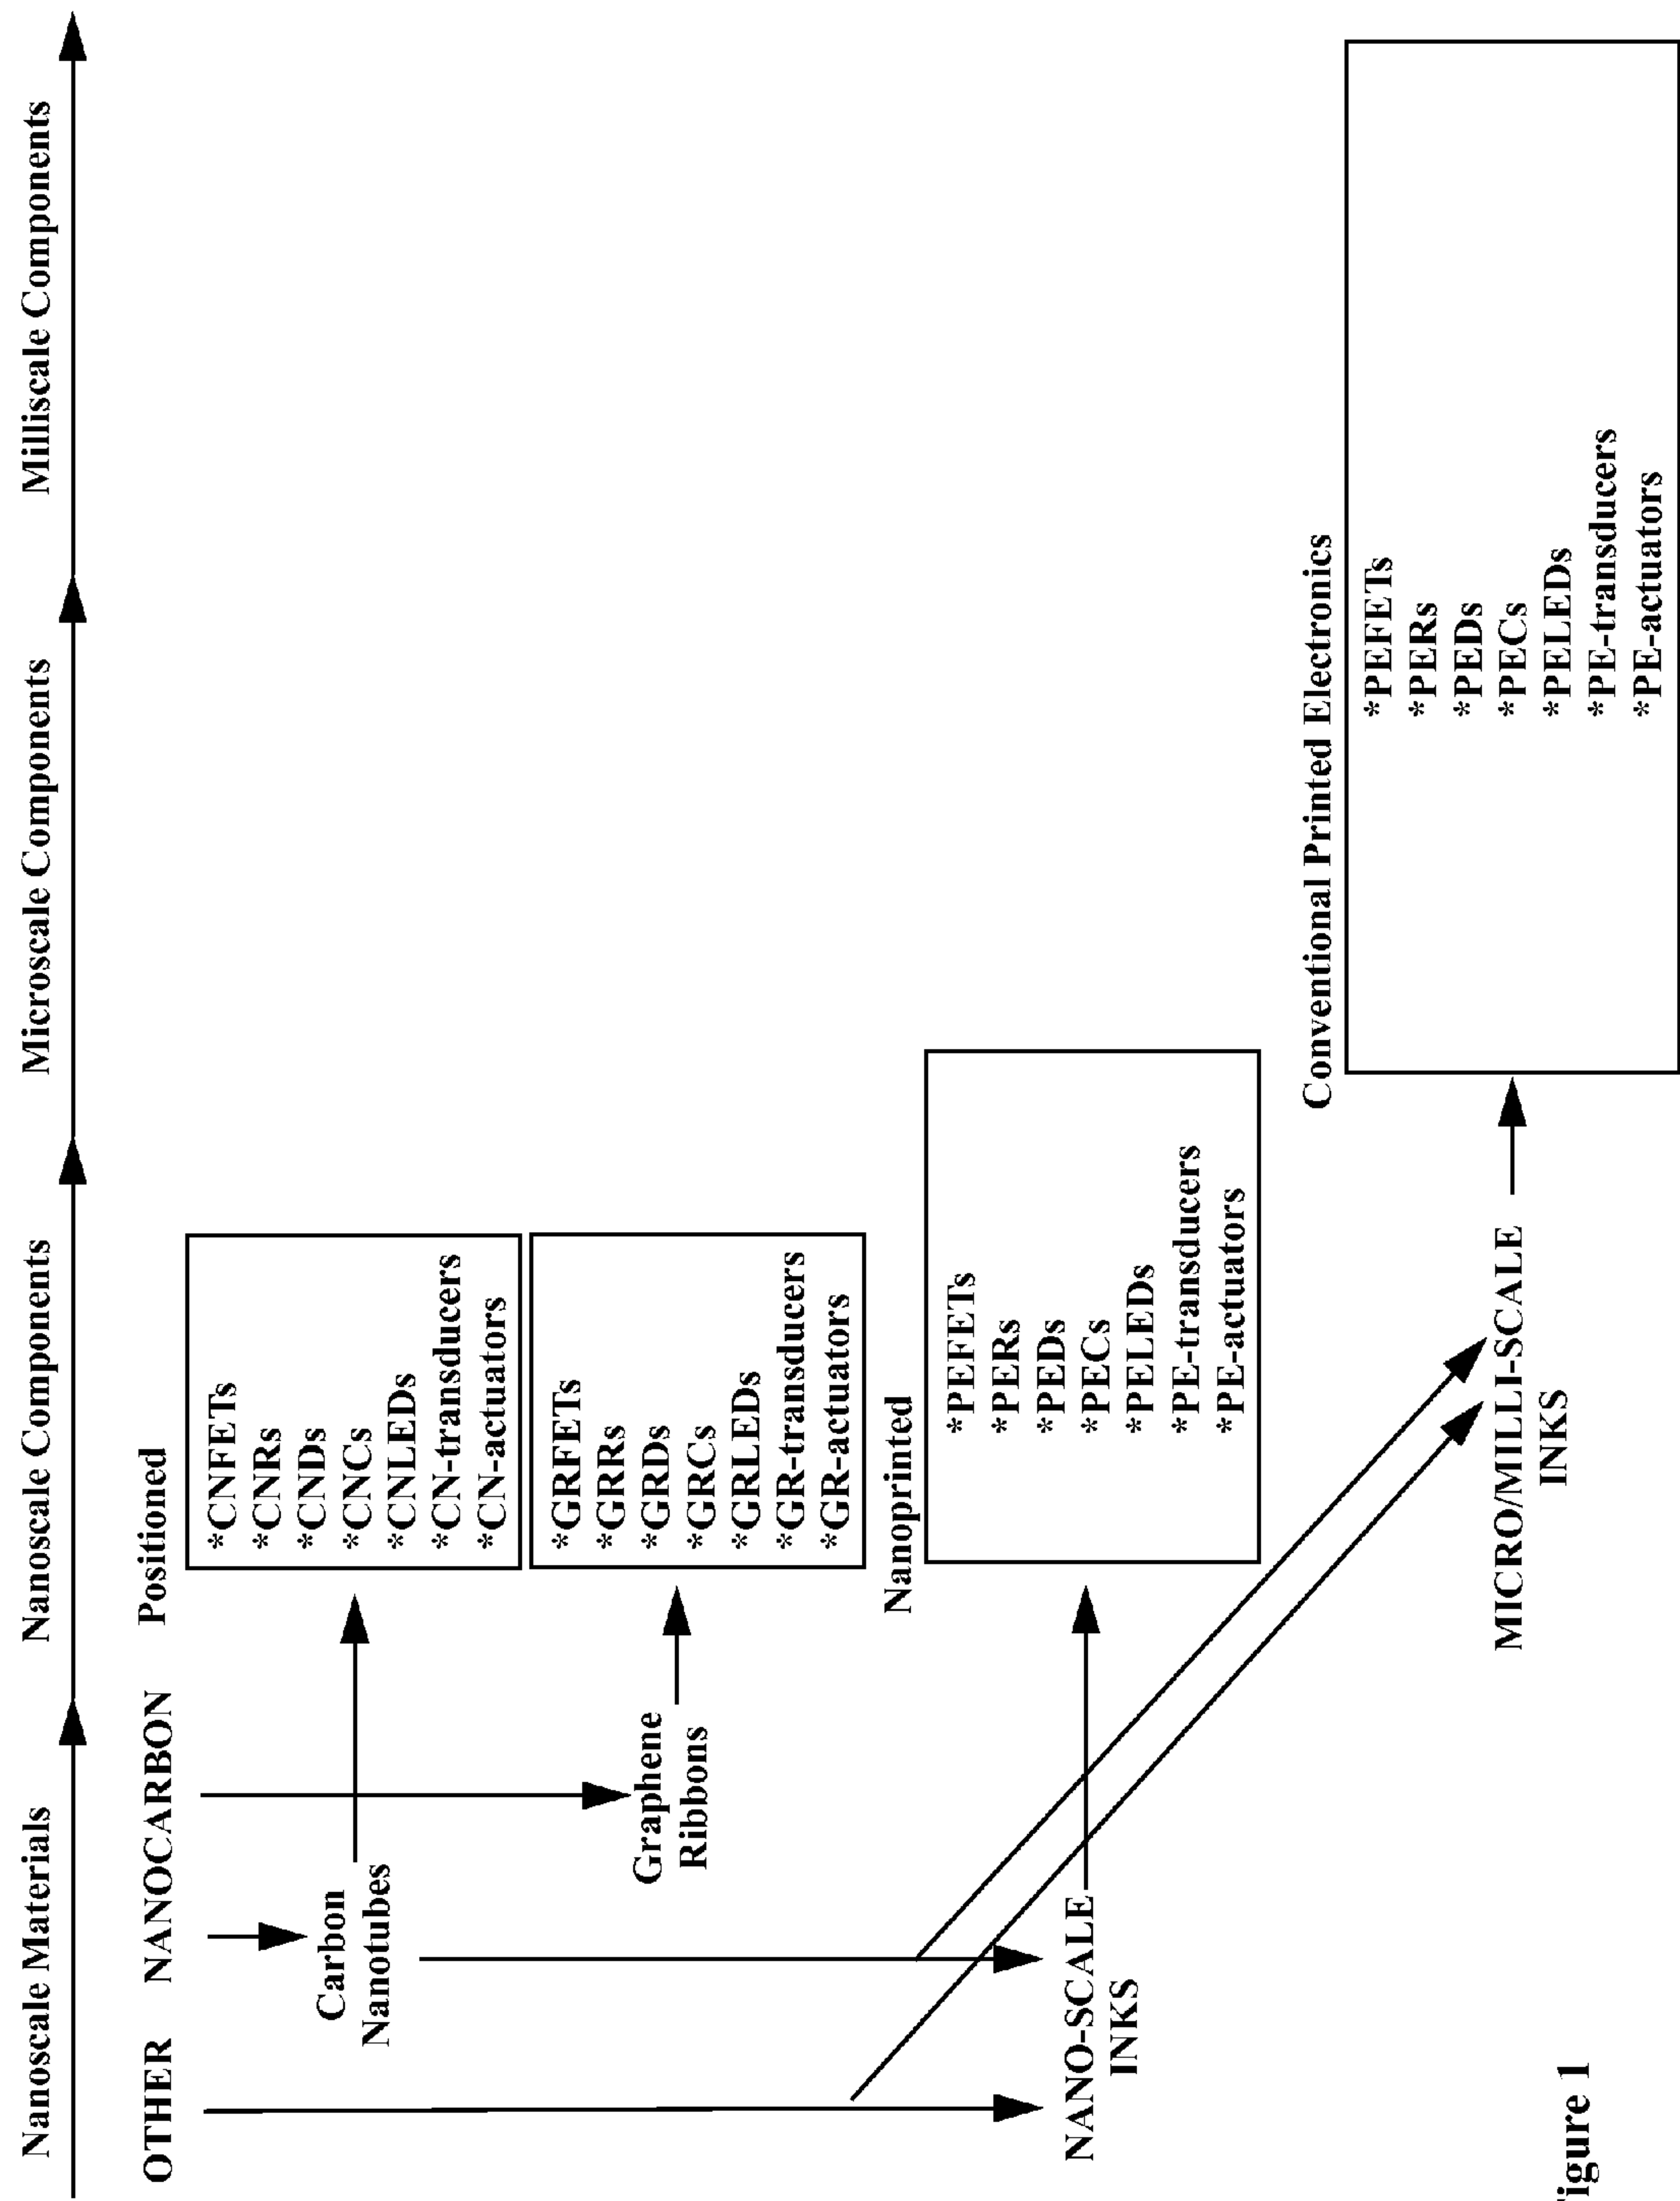 Nanoscale Materials
Nanoscale Components
Microscale Components
Milliscale Components
OTHER
NANOCARBON
Positioned
Carbon
Nanotubes
*CNFETs
*CNRs
*CNDs
*CNCs
*CNLEDs
*CN-transducers
*CN-actuators
Graphene
Ribbons
*GRFETs
*GRRs
*GRDs
*GRCs
*GRLEDs
*GR-transducers
*GR-actuators
Nanoprinted
NANO-SCALE
INKS
*PEFETs
*PERs
*PEDs
*PECs
*PELEDs
*PE-transducers
*PE-actuators
Conventional Printed Electronics
MICRO/MILLI-SCALE
INKS
*PEFETs
*PERs
*PEDs
*PECs
*PELEDs
*PE-transducers
*PE-actuators
Figure 1